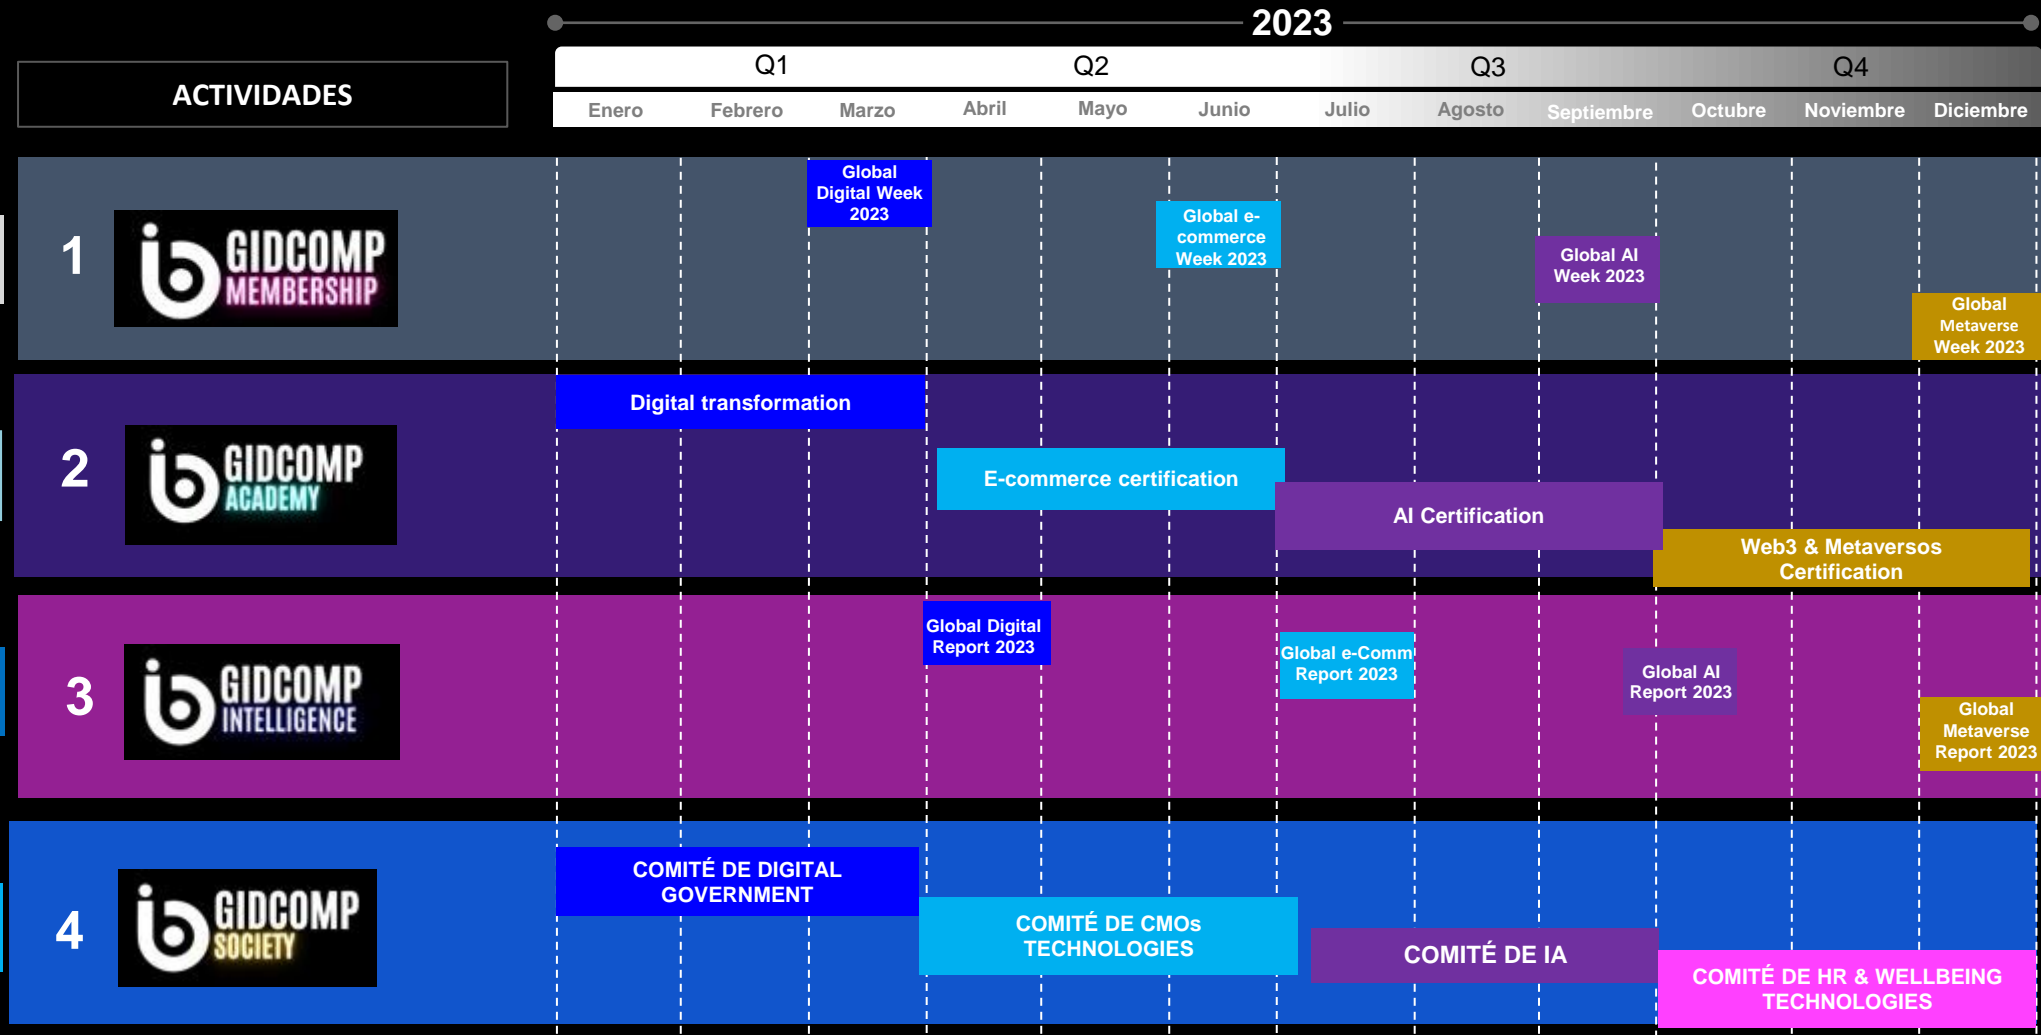 2023
Q1 Q2 Q3 Q4
ACTIVIDADES
Enero Febrero Marzo Abril Mayo Junio Julio Agosto Septiembre Octubre Noviembre Diciembre
1
GIDCOMP
MEMBERSHIP
Global
Digital Week
2023
Global e-
commerce
Week 2023
Global AI
Week 2023
Global
Metaverse
Week 2023
2
GIDCOMP
ACADEMY
Digital transformation
E-commerce certification
AI Certification
Web3 & Metaversos
Certification
3
GIDCOMP
INTELLIGENCE
Global Digital
Report 2023
Global e-Comm
Report 2023
Global AI
Report 2023
Global
Metaverse
Report 2023
4
GIDCOMP
SOCIETY
COMITÉ DE DIGITAL
GOVERNMENT
COMITÉ DE CMOs
TECHNOLOGIES
COMITÉ DE IA
COMITÉ DE HR & WELLBEING
TECHNOLOGIES